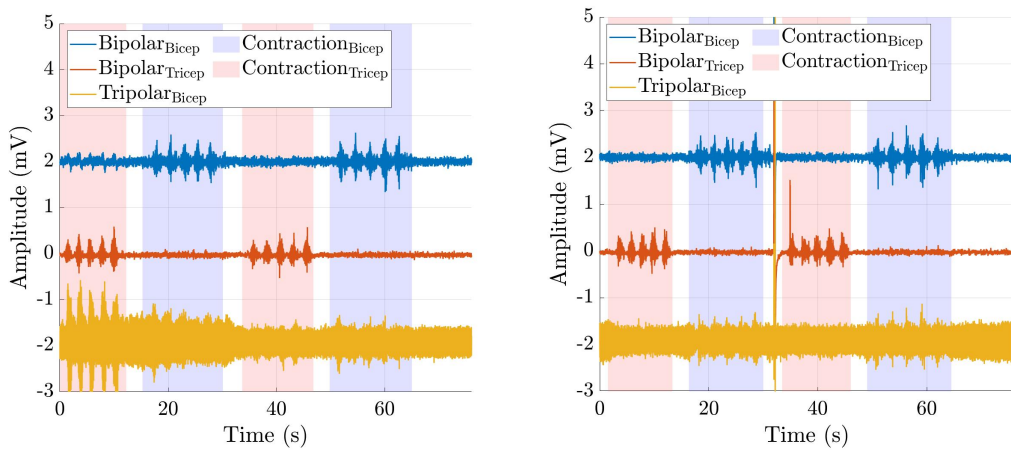 5
4
3
2
1
0
-1
-2
-3
Amplitude (mV)
Bipolar_Bicep Contraction_Bicep
Bipolar_Tricep Contraction_Tricep
Tripolar_Bicep
0 20 40 60
Time (s)
5
4
3
2
1
0
-1
-2
-3
Amplitude (mV)
Bipolar_Bicep Contraction_Bicep
Bipolar_Tricep Contraction_Tricep
Tripolar_Bicep
0 20 40 60
Time (s)